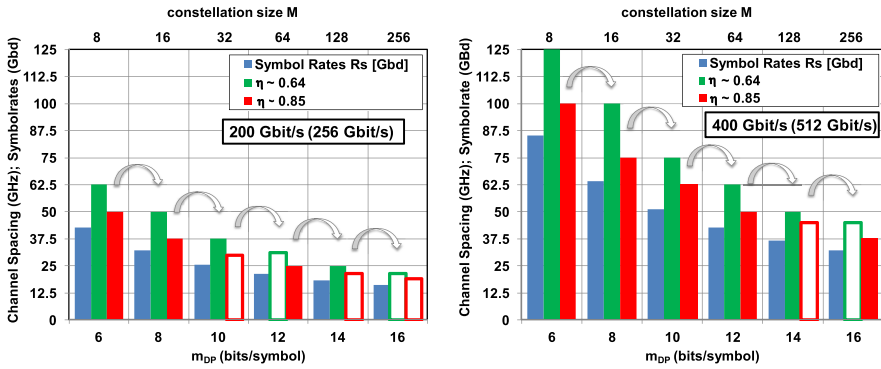 constellation size M
8 16 32 64 128 256
Channel Spacing (GHz); Symbolrates (Gbd)
125
112.5
100
87.5
75
62.5
50
37.5
25
12.5
0
Symbol Rates Rs [Gbd]
η ~ 0.64
η ~ 0.85
200 Gbit/s (256 Gbit/s)
6 8 10 12 14 16
mDP (bits/symbol)
constellation size M
8 16 32 64 128 256
Channel Spacing (GHz); Symbolrate (GBd)
125
112.5
100
87.5
75
62.5
50
37.5
25
12.5
0
Symbol Rates Rs [Gbd]
η ~ 0.64
η ~ 0.85
400 Gbit/s (512 Gbit/s)
6 8 10 12 14 16
mDP (bits/symbol)